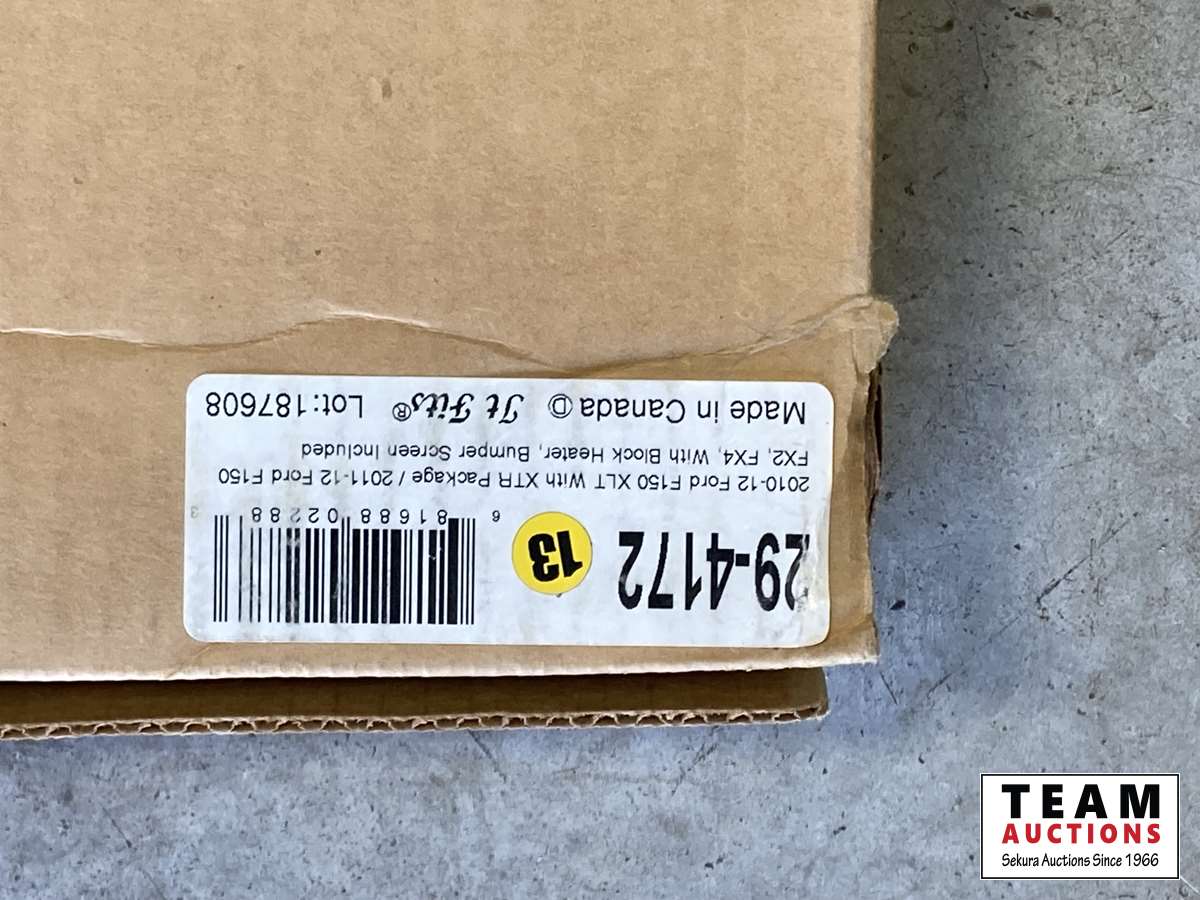 29-4172
13
6 81688 02288 3
2010-12 Ford F150 XLT With XTR Package / 2011-12 Ford F150
FX2, FX4, With Block Heater, Bumper Screen Included
Made in Canada Ⓓ It Fits® Lot:187608
TEAM
AUCTIONS
Sekura Auctions Since 1966